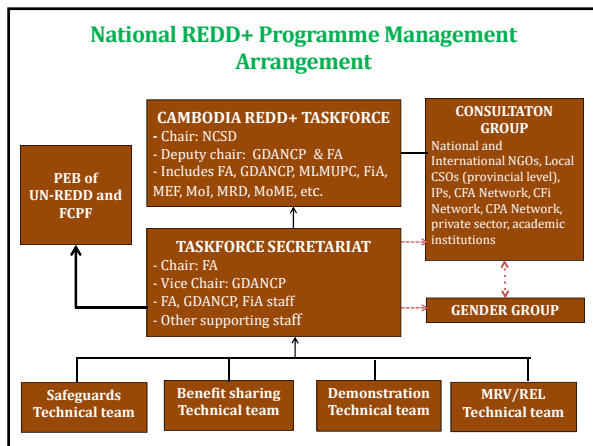 National REDD+ Programme Management
Arrangement
CAMBODIA REDD+ TASKFORCE
- Chair: NCSD
- Deputy chair: GDANCP & FA
- Includes FA, GDANCP, MLMUPC, FiA,
MEF, MoI, MRD, MoME, etc.
CONSULTATON
GROUP
National and
International NGOs, Local
CSOs (provincial level),
IPs, CFA Network, CFi
Network, CPA Network,
private sector, academic
institutions
PEB of
UN-REDD and
FCPF
TASKFORCE SECRETARIAT
- Chair: FA
- Vice Chair: GDANCP
- FA, GDANCP, FiA staff
- Other supporting staff
GENDER GROUP
Safeguards
Technical team
Benefit sharing
Technical team
Demonstration
Technical team
MRV/REL
Technical team